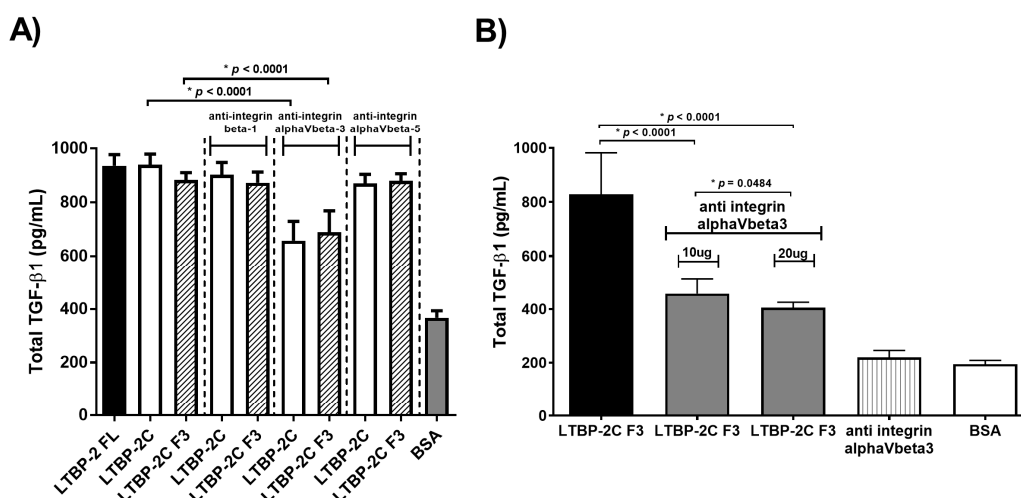 A)
* p < 0.0001
* p < 0.0001
anti-integrin beta-1
anti-integrin alphaVbeta-3
anti-integrin alphaVbeta-5
Total TGF-β1 (pg/mL)
1000
800
600
400
200
0
LTBP-2 FL
LTBP-2C
LTBP-2C F3
LTBP-2C
LTBP-2C F3
LTBP-2C
LTBP-2C F3
LTBP-2C
LTBP-2C F3
BSA
B)
* p < 0.0001
* p < 0.0001
* p = 0.0484
anti integrin
alphaVbeta3
10ug
20ug
Total TGF-β1 (pg/mL)
1000
800
600
400
200
0
LTBP-2C F3
LTBP-2C F3
LTBP-2C F3
anti integrin
alphaVbeta3
BSA